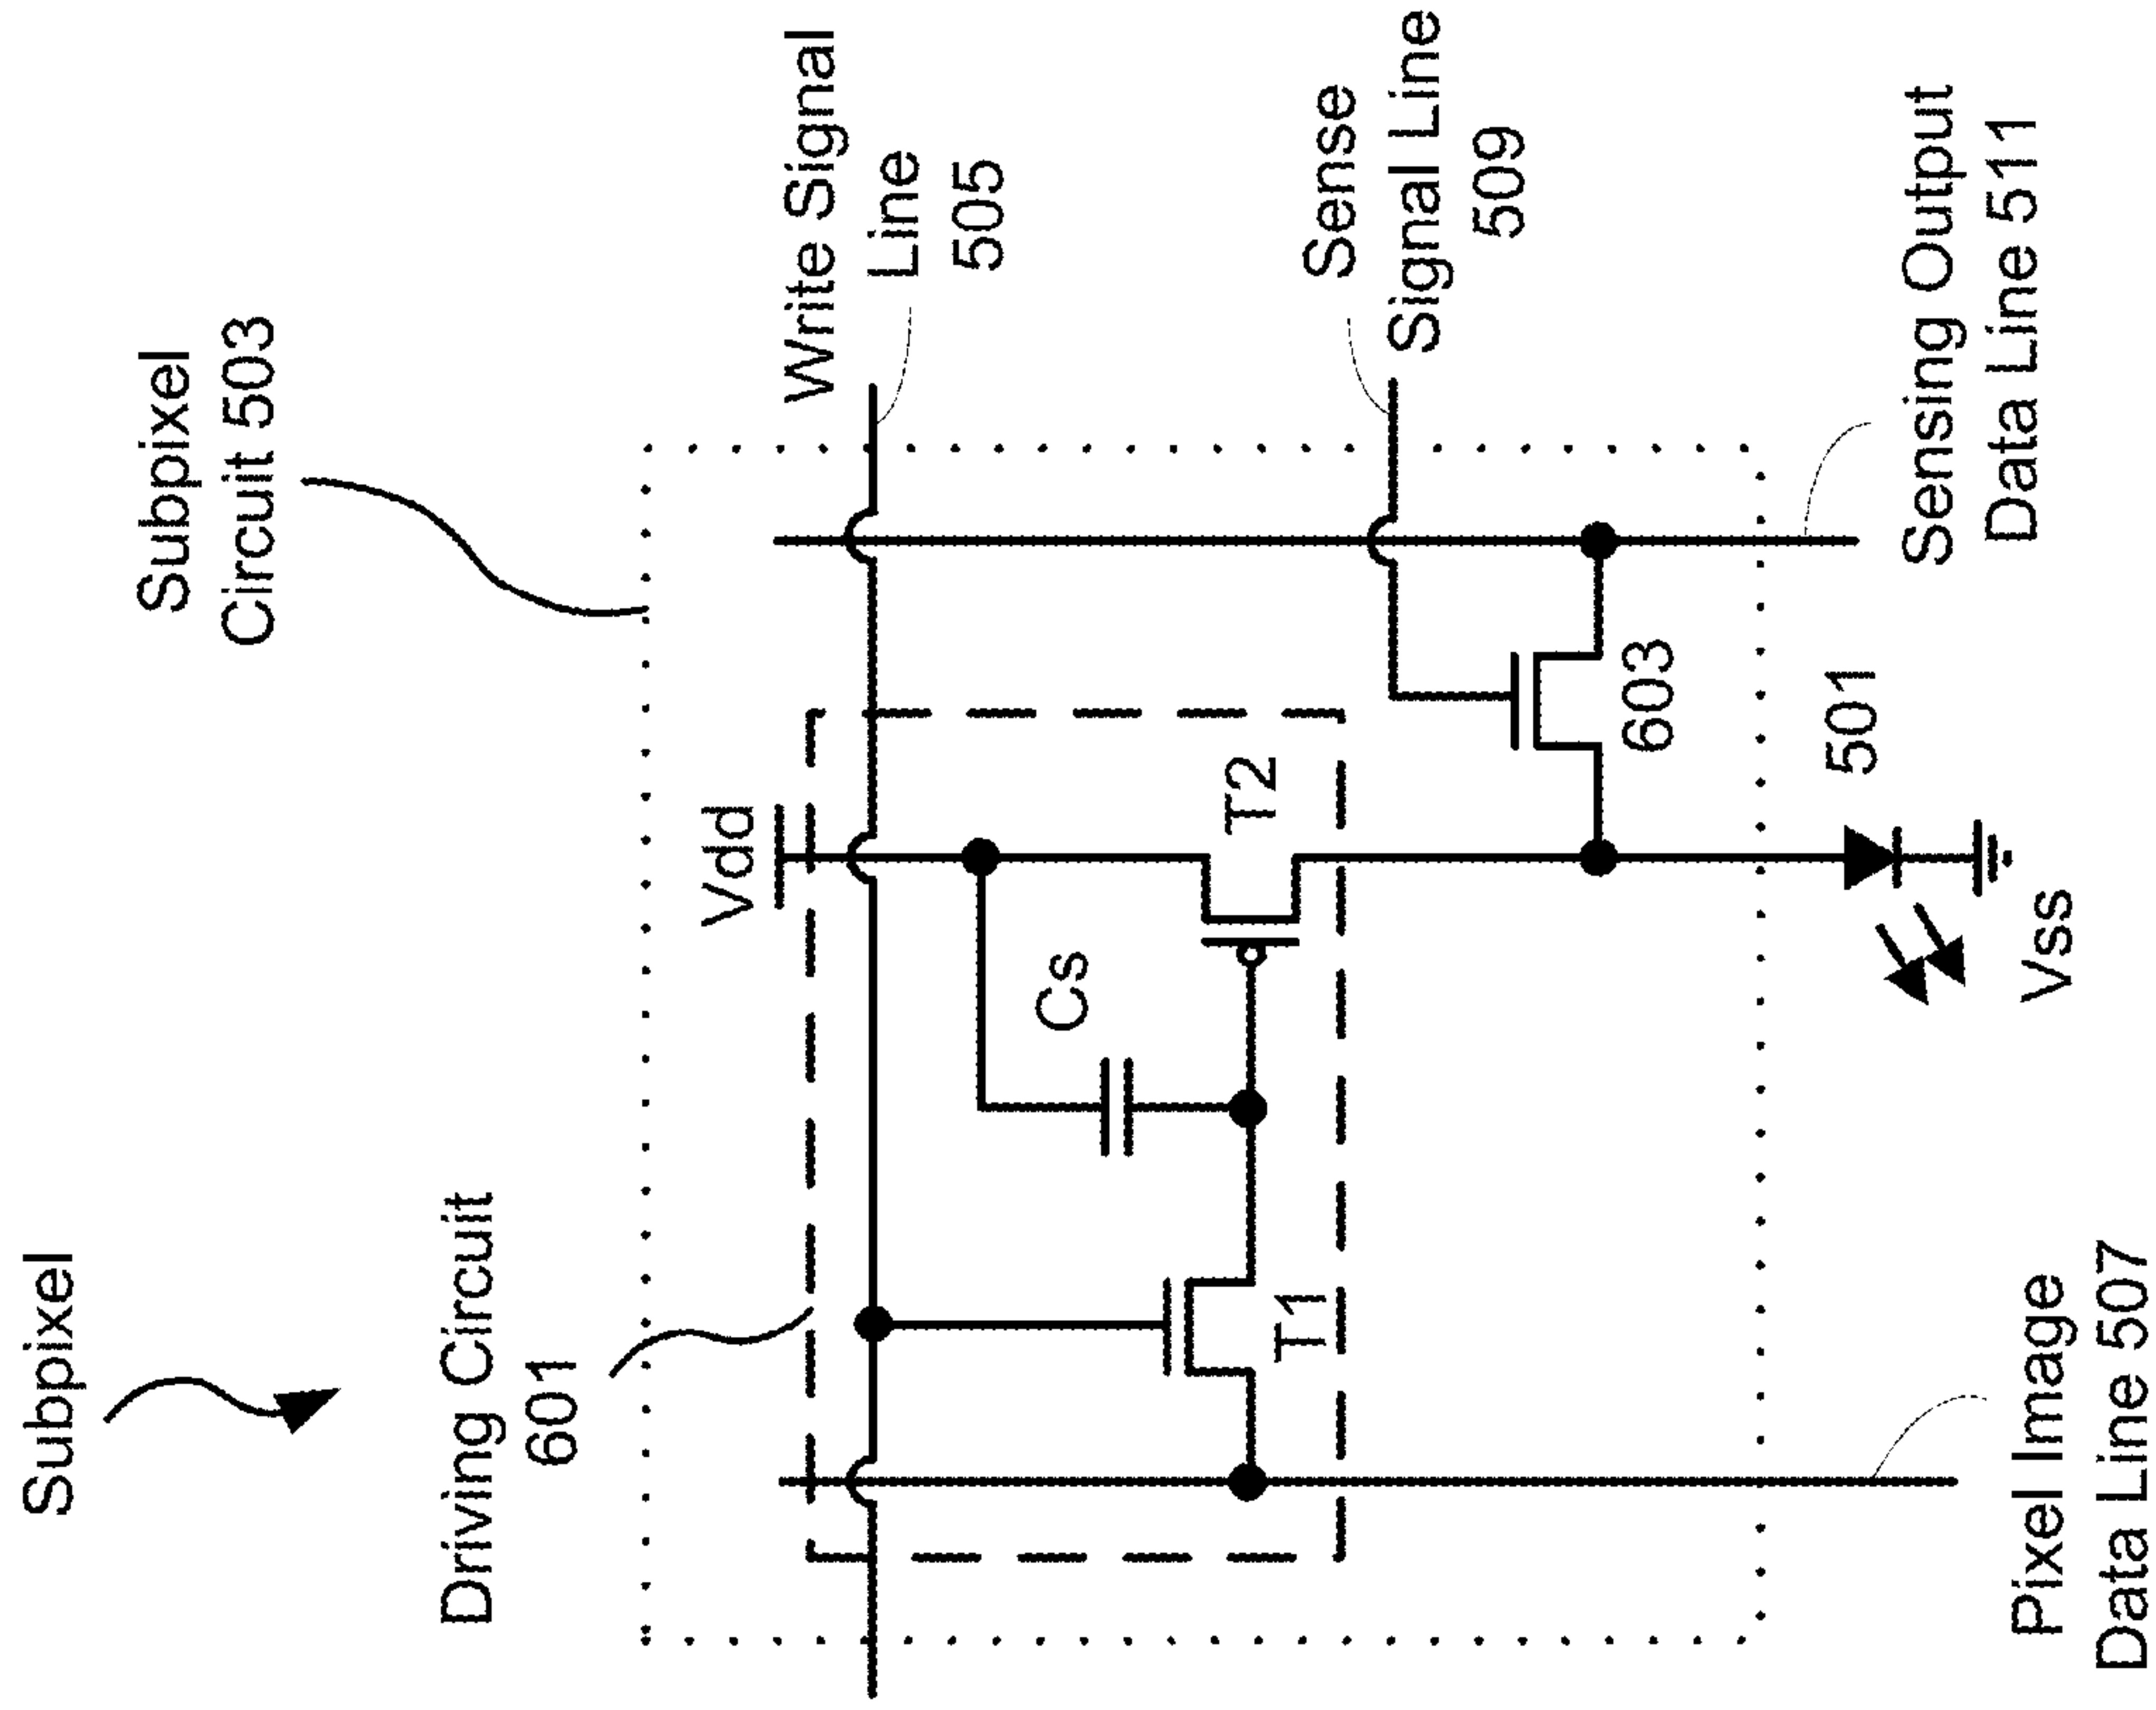 Subpixel
Subpixel
Circuit 503
Driving Circuit
601
Vdd
Write Signal
Line
505
Cs
T1
T2
Sense
Signal Line
509
603
501
Vss
Pixel Image
Data Line 507
Sensing Output
Data Line 511